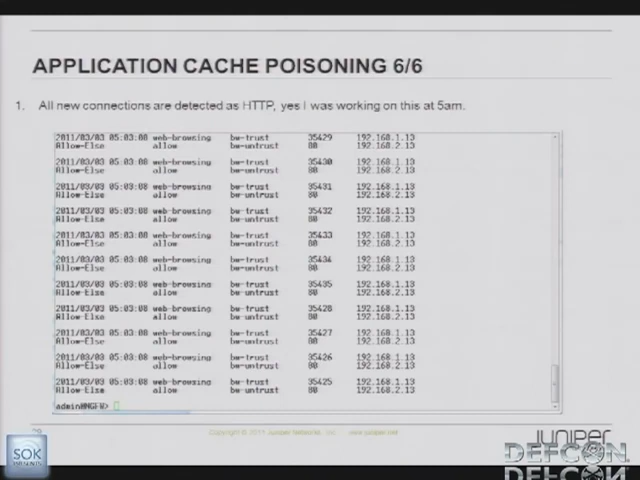 APPLICATION CACHE POISONING 6/6
1. All new connections are detected as HTTP, yes I was working on this at 5am.
2011/03/03 05:03:08 web-browsing bw-trust 35429 192.168.1.13
Allow-Else allow bw-untrust 80 192.168.2.13
2011/03/03 05:03:08 web-browsing bw-trust 35430 192.168.1.13
Allow-Else allow bw-untrust 80 192.168.2.13
2011/03/03 05:03:08 web-browsing bw-trust 35431 192.168.1.13
Allow-Else allow bw-untrust 80 192.168.2.13
2011/03/03 05:03:08 web-browsing bw-trust 35432 192.168.1.13
Allow-Else allow bw-untrust 80 192.168.2.13
2011/03/03 05:03:08 web-browsing bw-trust 35433 192.168.1.13
Allow-Else allow bw-untrust 80 192.168.2.13
2011/03/03 05:03:08 web-browsing bw-trust 35434 192.168.1.13
Allow-Else allow bw-untrust 80 192.168.2.13
2011/03/03 05:03:08 web-browsing bw-trust 35435 192.168.1.13
Allow-Else allow bw-untrust 80 192.168.2.13
2011/03/03 05:03:08 web-browsing bw-trust 35428 192.168.1.13
Allow-Else allow bw-untrust 80 192.168.2.13
2011/03/03 05:03:08 web-browsing bw-trust 35427 192.168.1.13
Allow-Else allow bw-untrust 80 192.168.2.13
2011/03/03 05:03:08 web-browsing bw-trust 35426 192.168.1.13
Allow-Else allow bw-untrust 80 192.168.2.13
2011/03/03 05:03:08 web-browsing bw-trust 35425 192.168.1.13
Allow-Else allow bw-untrust 80 192.168.2.13
admin@NGFW>
Copyright © 2011 Juniper Networks, Inc. www.juniper.net
JUNIPER
SOK
PRESENTS
DEFCON
DEFCON